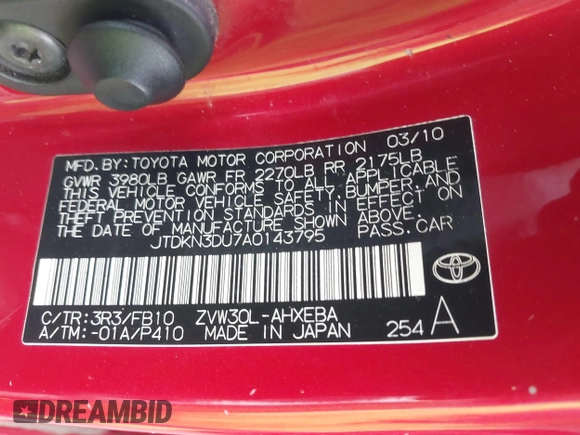 MFD. BY: TOYOTA MOTOR CORPORATION 03/10
GVWR 3980LB GAWR FR 2270LB RR 2175LB
THIS VEHICLE CONFORMS TO ALL APPLICABLE
FEDERAL MOTOR VEHICLE SAFETY, BUMPER, AND
THEFT PREVENTION STANDARDS IN EFFECT ON
THE DATE OF MANUFACTURE SHOWN ABOVE.
JTDKN3DU7A0143795 PASS. CAR
C/TR:3R3/FB10 ZVW30L-AHXEBA
A/TM:-01A/P410 MADE IN JAPAN 254 A
TOYOTA
DREAMBID